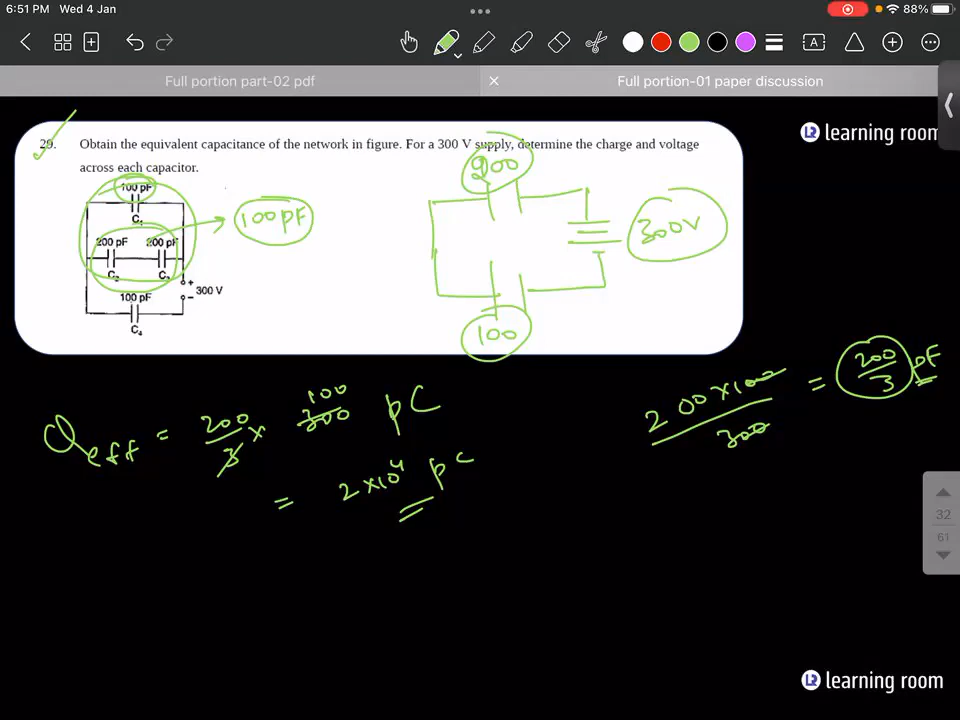 6:51 PM Wed 4 Jan
88%
Full portion part-02 pdf
Full portion-01 paper discussion
29. Obtain the equivalent capacitance of the network in figure. For a 300 V supply, determine the charge and voltage
across each capacitor.
learning room
100 pF
C₁
200 pF 200 pF
C₂ C₃
100 pF
C₄
+
-
300 V
100 pF
200
300V
100
200×100
300
= 200/3 pF
Qeff = 200/3 × 100
300 pC
= 2×10⁴ pC
32
61
learning room